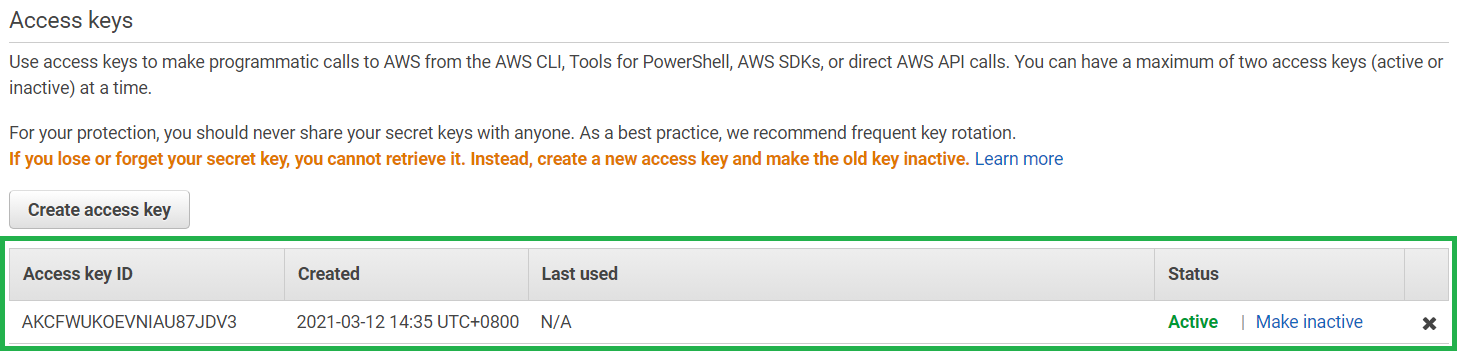 Access keys
Use access keys to make programmatic calls to AWS from the AWS CLI, Tools for PowerShell, AWS SDKs, or direct AWS API calls. You can have a maximum of two access keys (active or
inactive) at a time.
For your protection, you should never share your secret keys with anyone. As a best practice, we recommend frequent key rotation.
If you lose or forget your secret key, you cannot retrieve it. Instead, create a new access key and make the old key inactive. Learn more
Create access key
Access key ID Created Last used Status
AKCFWUKOEVNIAU87JDV3 2021-03-12 14:35 UTC+0800 N/A Active | Make inactive ✖